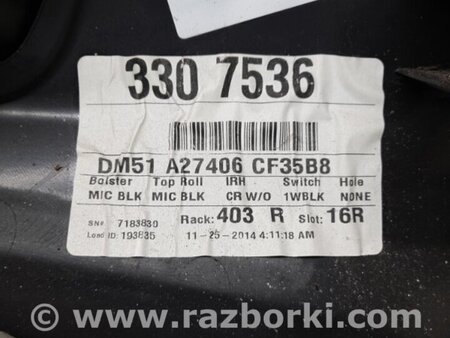 330 7536
DM51 A27406 CF35B8
Bolster Top Roll IRH Switch Hole
MIC BLK MIC BLK CR W/O 1WBLK NONE
SN# 7183830 Rack: 403 R Slot: 16R
Load ID: 193835 11-25-2014 4:11:18 AM
www.razborki.com